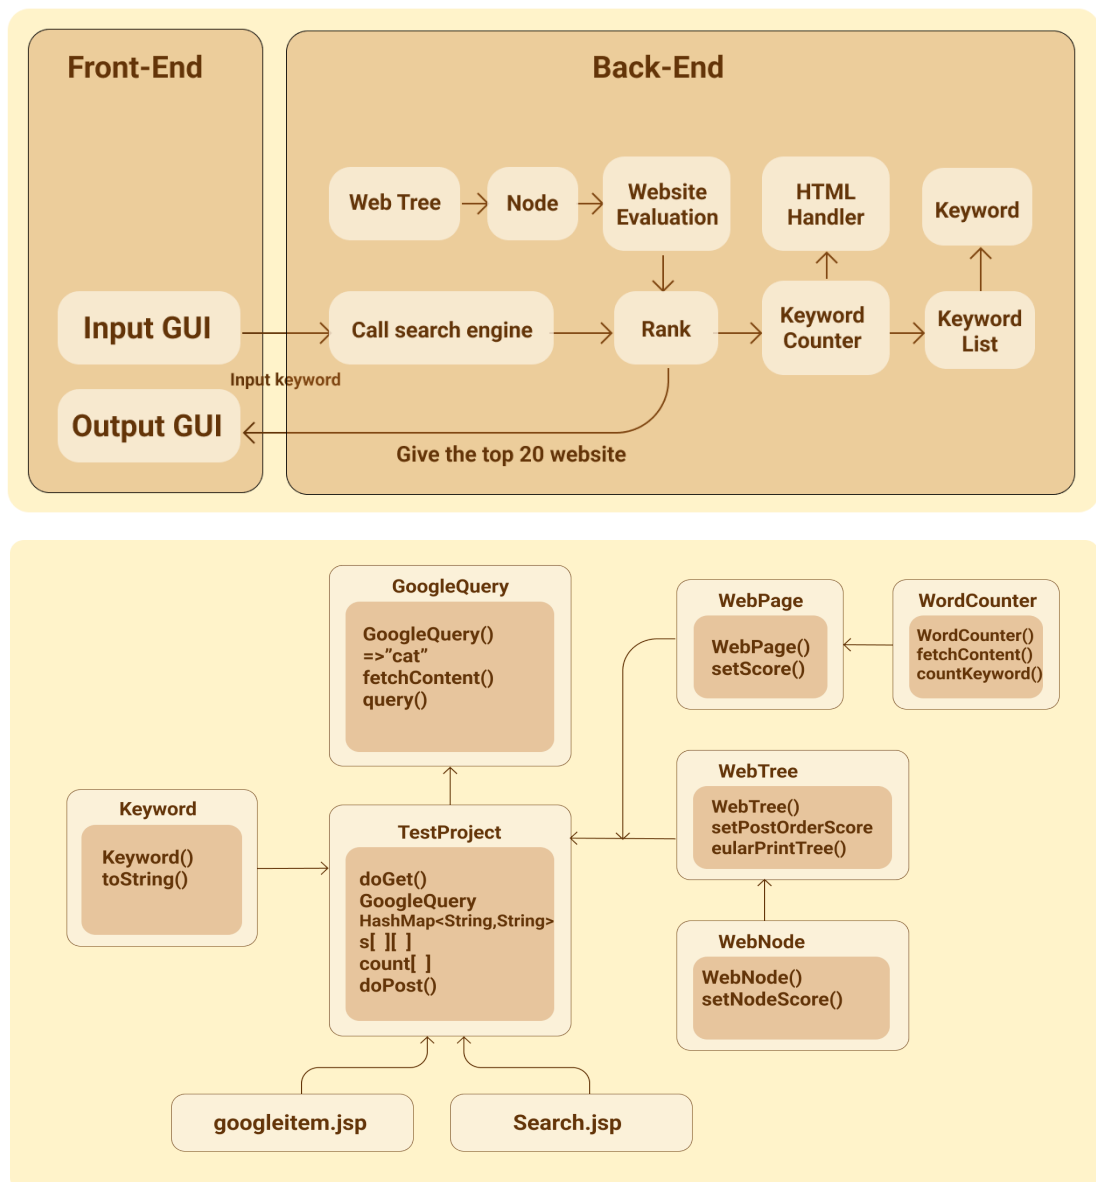 Front-End
Back-End
Web Tree
Node
Website
Evaluation
HTML
Handler
Keyword
Input GUI
Call search engine
Rank
Keyword
Counter
Keyword
List
Input keyword
Output GUI
Give the top 20 website
GoogleQuery
GoogleQuery()
=>”cat”
fetchContent()
query()
WebPage
WebPage()
setScore()
WordCounter
WordCounter()
fetchContent()
countKeyword()
WebTree
WebTree()
setPostOrderScore
eularPrintTree()
Keyword
Keyword()
toString()
TestProject
doGet()
GoogleQuery
HashMap<String,String>
s[ ][ ]
count[ ]
doPost()
WebNode
WebNode()
setNodeScore()
googleitem.jsp
Search.jsp